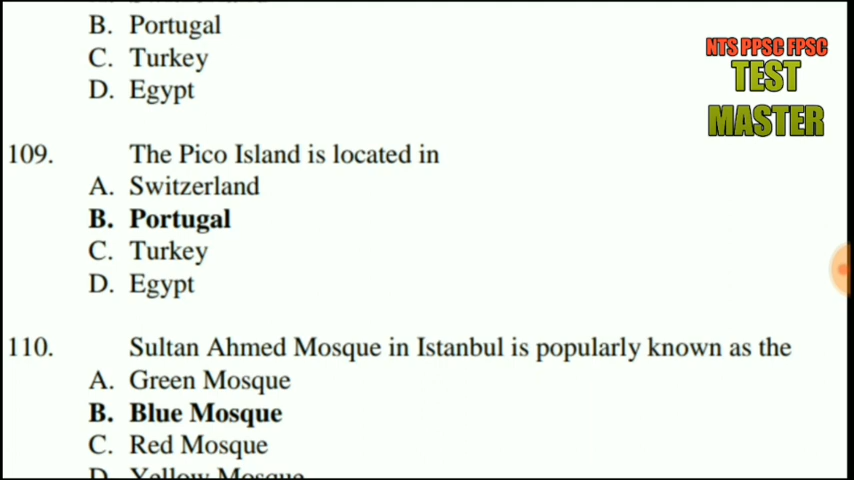 B. Portugal
C. Turkey
D. Egypt
NTS PPSC FPSC
TEST
MASTER
109. The Pico Island is located in
A. Switzerland
B. Portugal
C. Turkey
D. Egypt
110. Sultan Ahmed Mosque in Istanbul is popularly known as the
A. Green Mosque
B. Blue Mosque
C. Red Mosque
D. Yellow Mosque